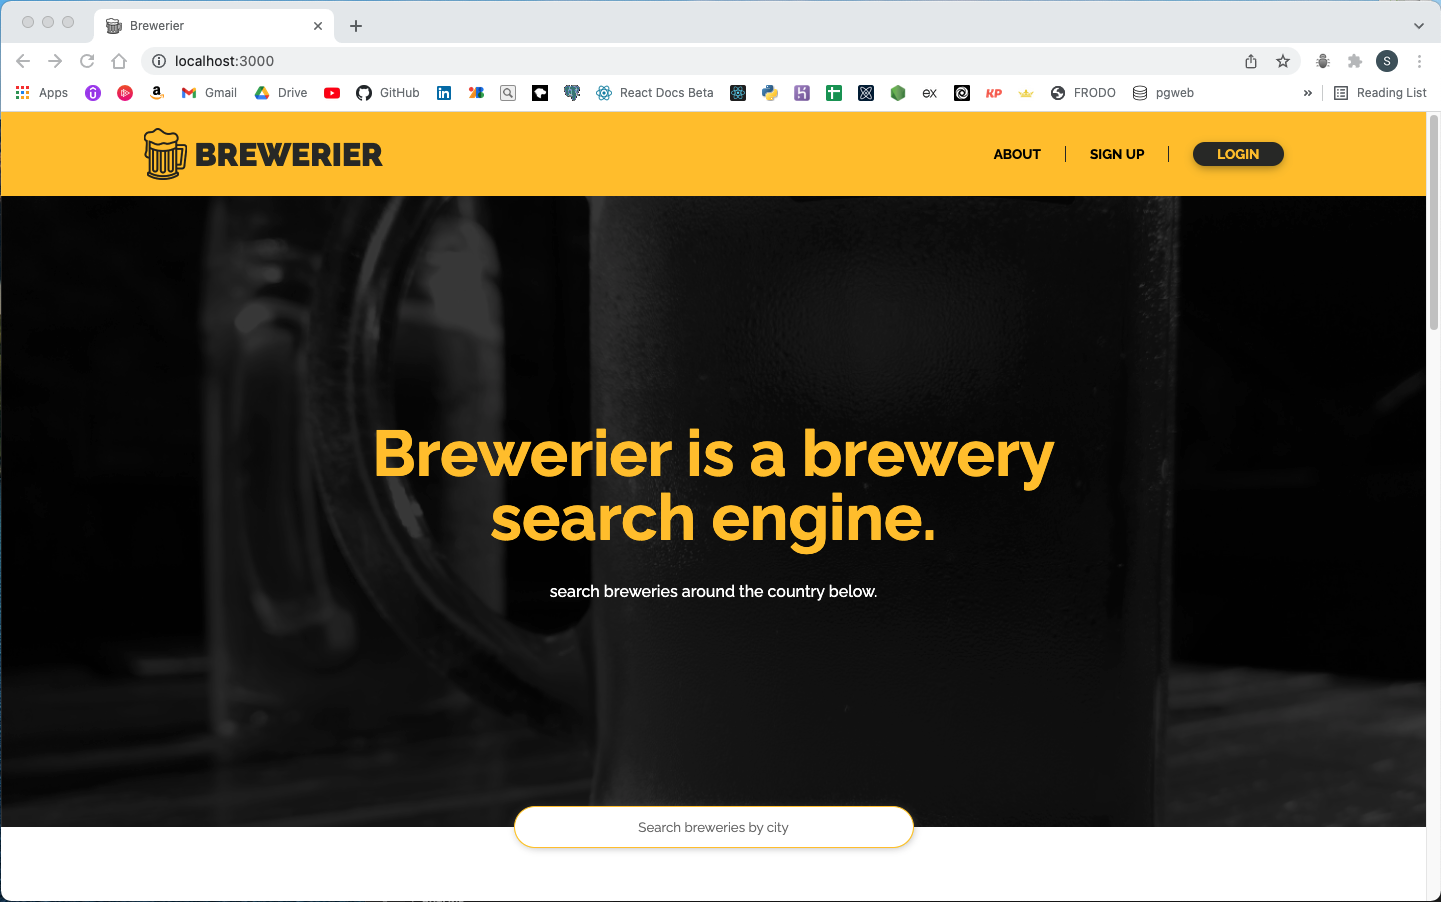 Brewerier
localhost:3000
S
Apps
Gmail
Drive
GitHub
React Docs Beta
EX
KP
FRODO
pgweb
»
Reading List
BREWERIER
ABOUT
SIGN UP
LOGIN
Brewerier is a brewery
search engine.
search breweries around the country below.
Search breweries by city